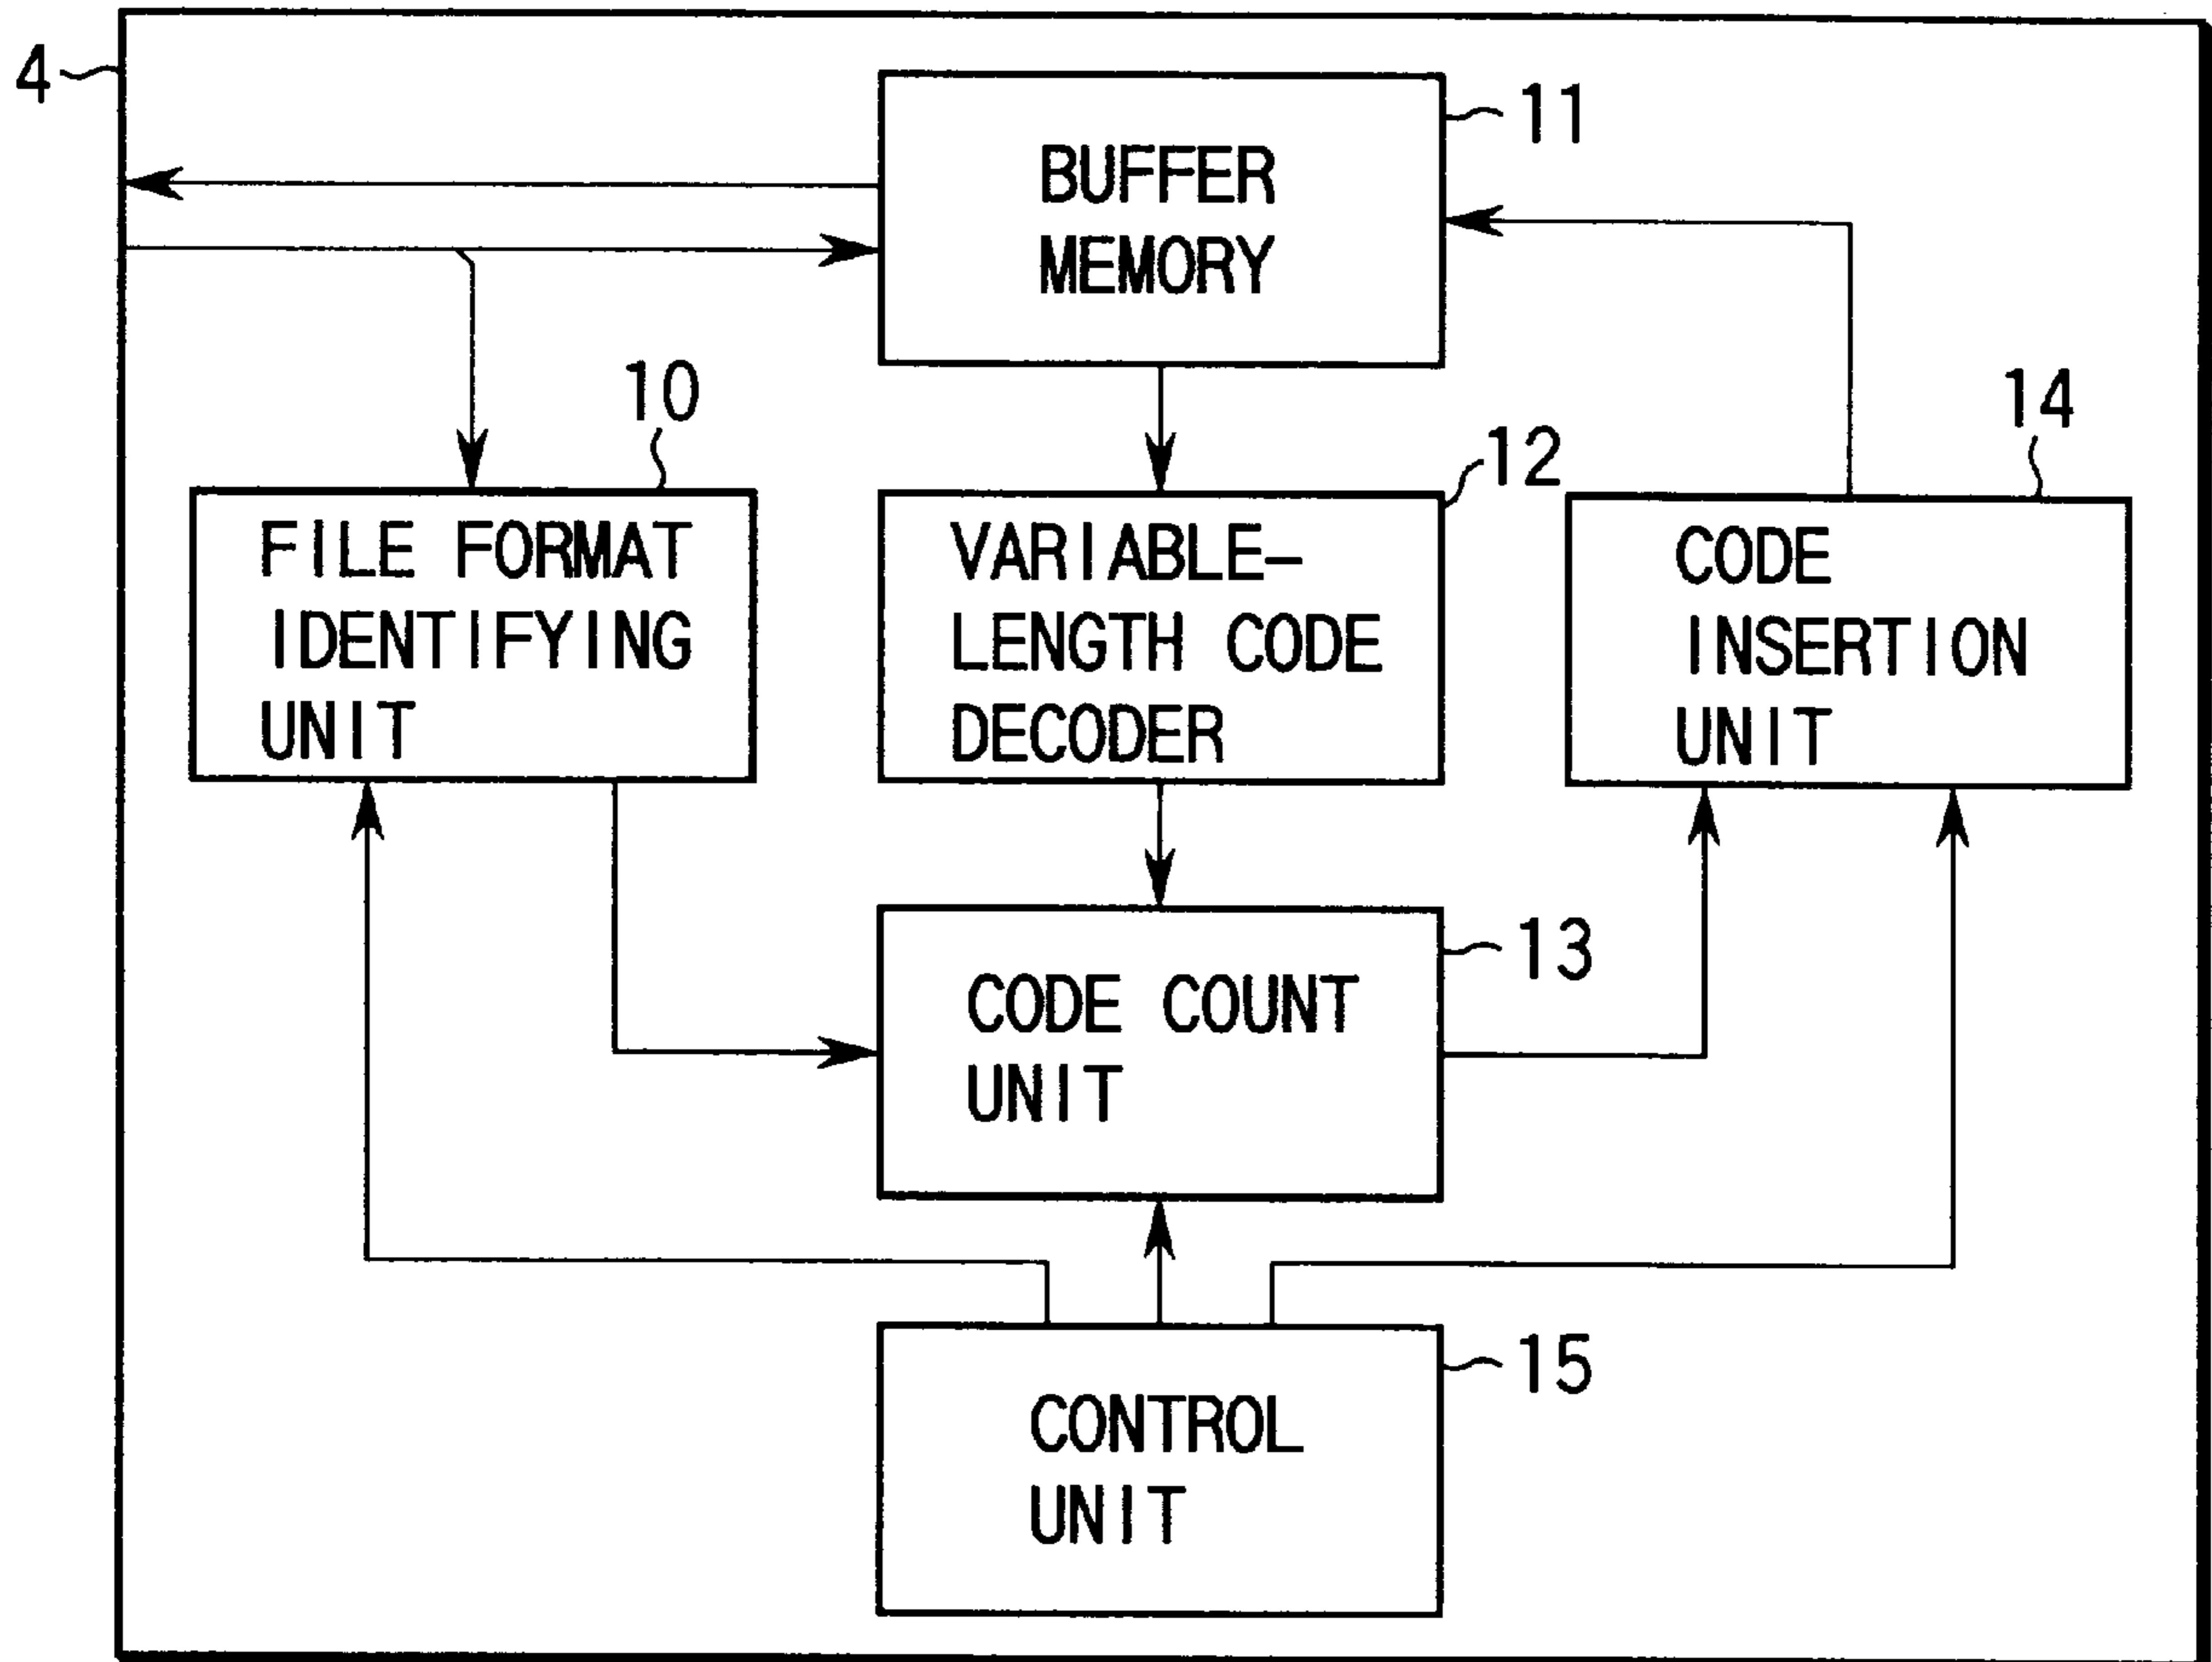 4
11
BUFFER
MEMORY
10
FILE FORMAT
IDENTIFYING
UNIT
12
VARIABLE-
LENGTH CODE
DECODER
14
CODE
INSERTION
UNIT
13
CODE COUNT
UNIT
15
CONTROL
UNIT